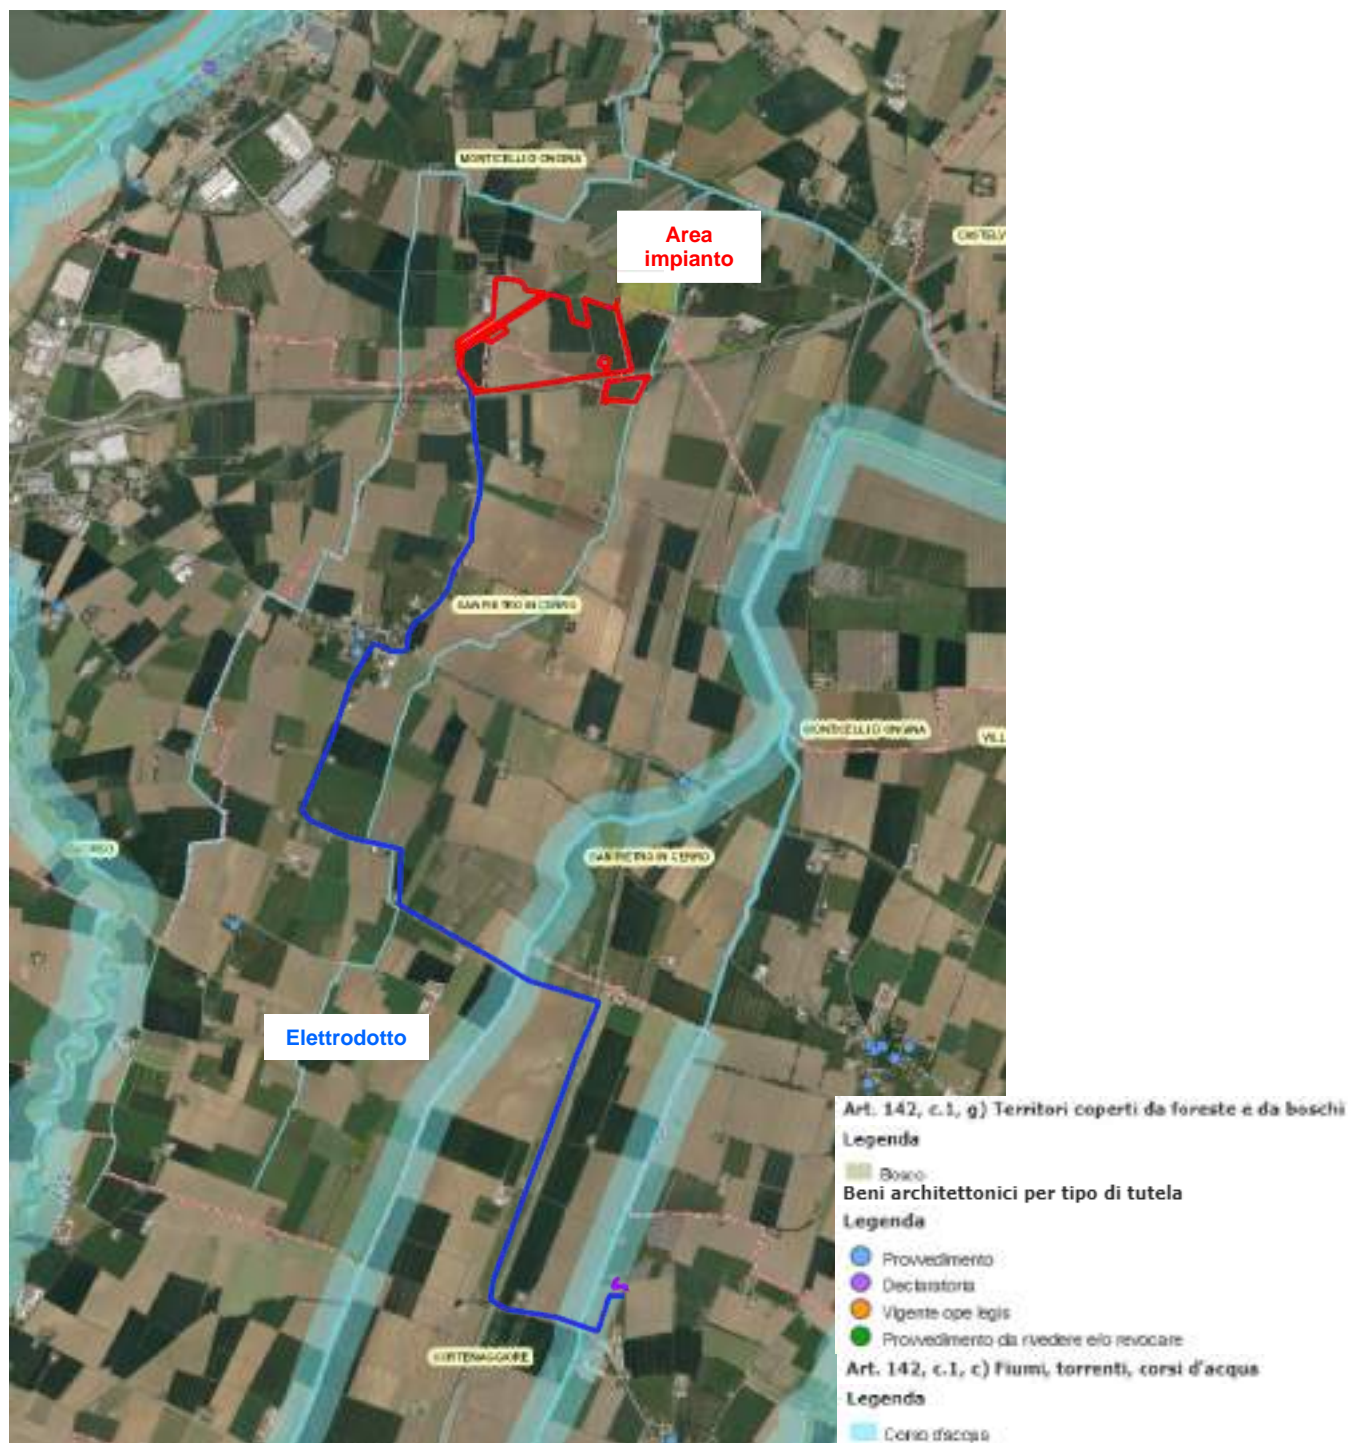 MONTICELLI D'ONGINA
Area
impianto
CASTELV
SAN PIETRO IN CERRO
MONTICELLI D'ONGINA
VILL
SAN PIETRO IN CERRO
Elettrodotto
CORTEMAGGIORE
Art. 142, c.1, g) Territori coperti da foreste e da boschi
Legenda
Bosco
Beni architettonici per tipo di tutela
Legenda
Provvedimento
Declaratoria
Vigente ope legis
Provvedimento da rivedere e/o revocare
Art. 142, c.1, c) Fiumi, torrenti, corsi d'acqua
Legenda
Corso d'acqua